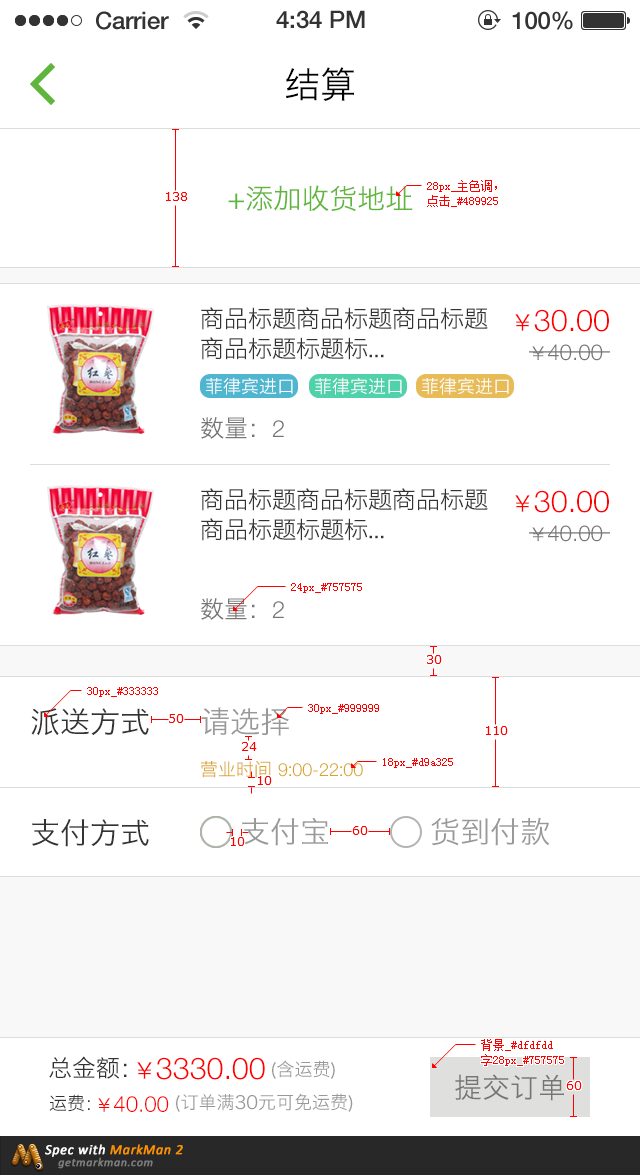 Carrier 4:34 PM 100%
结算
138
+添加收货地址
28px_主色调，
点击_#489925
商品标题商品标题商品标题
商品标题标题标...
¥30.00
¥40.00
菲律宾进口 菲律宾进口 菲律宾进口
数量：2
红枣
商品标题商品标题商品标题
商品标题标题标...
¥30.00
¥40.00
24px_#757575
数量：2
红枣
30
30px_#333333
派送方式
50
请选择
30px_#999999
110
24
营业时间 9:00-22:00
18px_#d9a325
10
支付方式
10
支付宝
60
货到付款
总金额: ¥3330.00 (含运费)
运费: ¥40.00 (订单满30元可免运费)
背景_#dfdfdd
字28px_#757575
提交订单
60
Spec with MarkMan 2
getmarkman.com